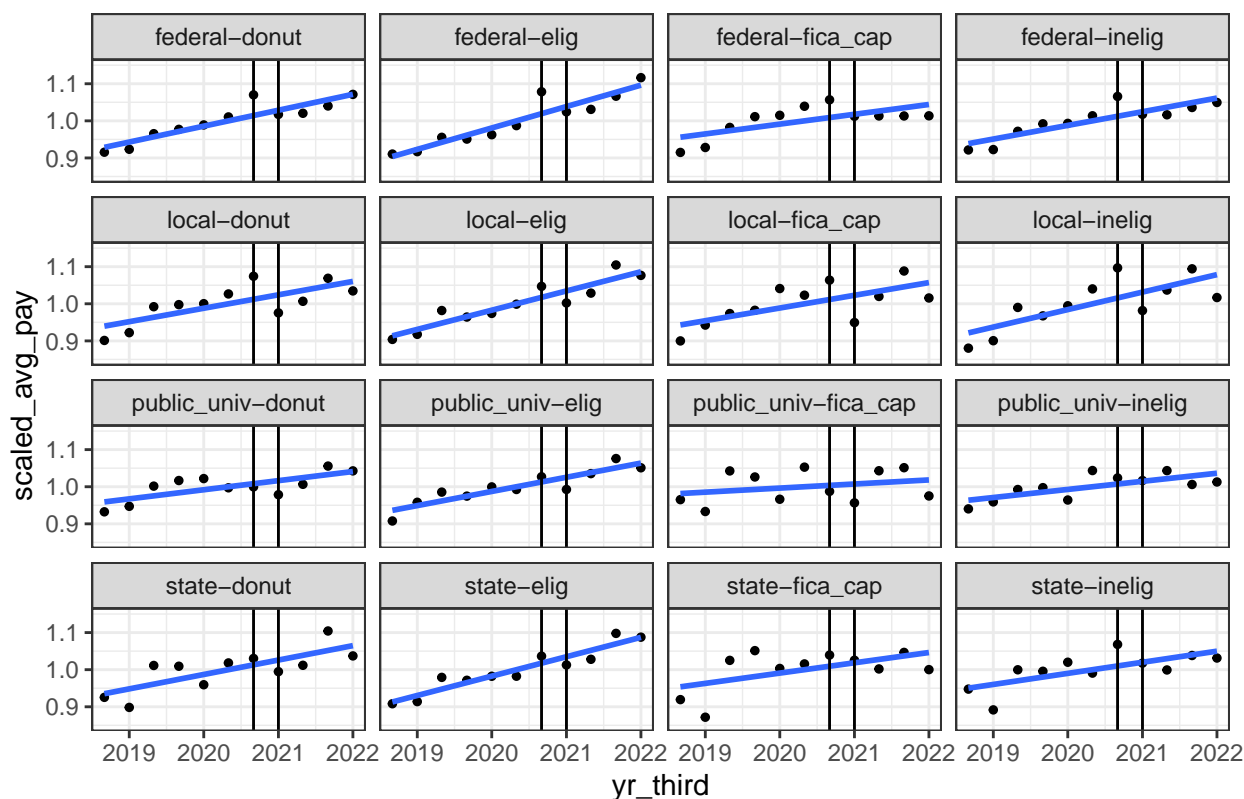 federal−donut
federal−elig
federal−fica_cap
federal−inelig
1.1
1.0
0.9
local−donut
local−elig
local−fica_cap
local−inelig
1.1
1.0
0.9
public_univ−donut
public_univ−elig
public_univ−fica_cap
public_univ−inelig
1.1
1.0
0.9
state−donut
state−elig
state−fica_cap
state−inelig
1.1
1.0
0.9
2019 2020 2021 2022
2019 2020 2021 2022
2019 2020 2021 2022
2019 2020 2021 2022
yr_third
scaled_avg_pay